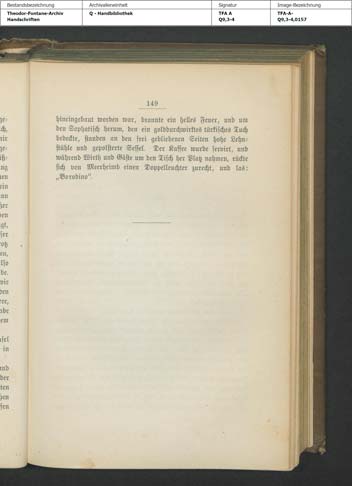 Bestandsbezeichnung Archivalieneinheit Signatur Image-Bezeichnung
Theodor-Fontane-Archiv Q - Handbibliothek TFA A TFA-A-
Handschriften Q9,3-4 Q9,3-4,0157
149
hineingebaut worden war, brannte ein helles Feuer, und um
den Sophatisch herum, den ein golddurchwirktes türkisches Tuch
bedeckte, standen an den frei gebliebenen Seiten hohe Lehn-
stühle und gepolsterte Sessel. Der Kaffee wurde servirt, und
während Wirth und Gäste um den Tisch her Platz nahmen, rückte
sich von Meerheimb einen Doppelleuchter zurecht, und las:
„Borodino".